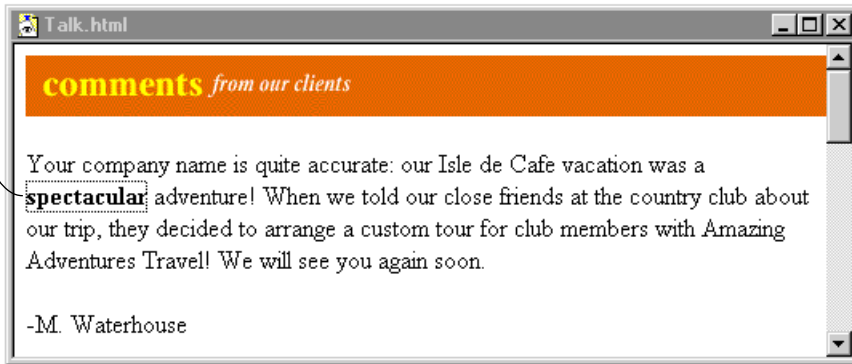 Talk.html
comments from our clients
Your company name is quite accurate: our Isle de Cafe vacation was a
spectacular adventure! When we told our close friends at the country club about
our trip, they decided to arrange a custom tour for club members with Amazing
Adventures Travel! We will see you again soon.
-M. Waterhouse